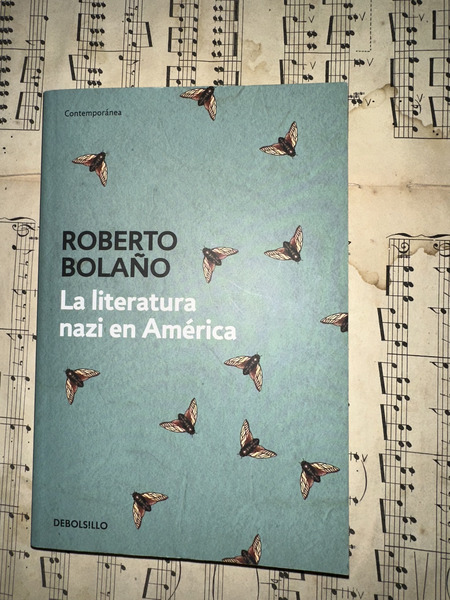 Contemporánea
ROBERTO
BOLAÑO
La literatura
nazi en América
DEBOLSILLO